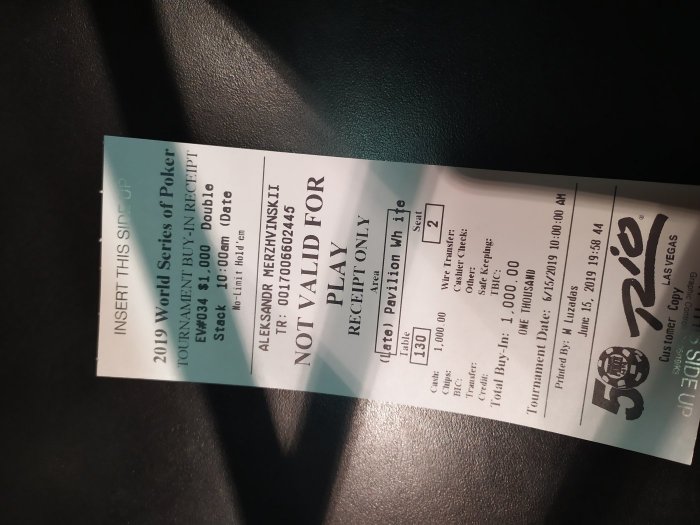 INSERT THIS SIDE UP
2019 World Series of Poker
TOURNAMENT BUY-IN RECEIPT
EV#034 $1,000 Double
Stack 10:00am (Date
No-Limit Hold'em
ALEKSANDR MERZHVINSKII
TR: 0017006602445
NOT VALID FOR
PLAY
RECEIPT ONLY
Area
(Late) Pavilion Wh ite
Table Seat
130 2
Cash: 1,000.00 Wire Transfer:
Chips: Cashier Check:
BIC: Other:
Transfer: Safe Keeping:
Credit: TBIC:
Total Buy-In: 1,000.00
ONE THOUSAND
Tournament Date: 6/15/2019 10:00:00 AM
Printed By: M Luzadas
June 15, 2019 19:58 44
50 Rio®
LAS VEGAS
Customer Copy
SIDE UP